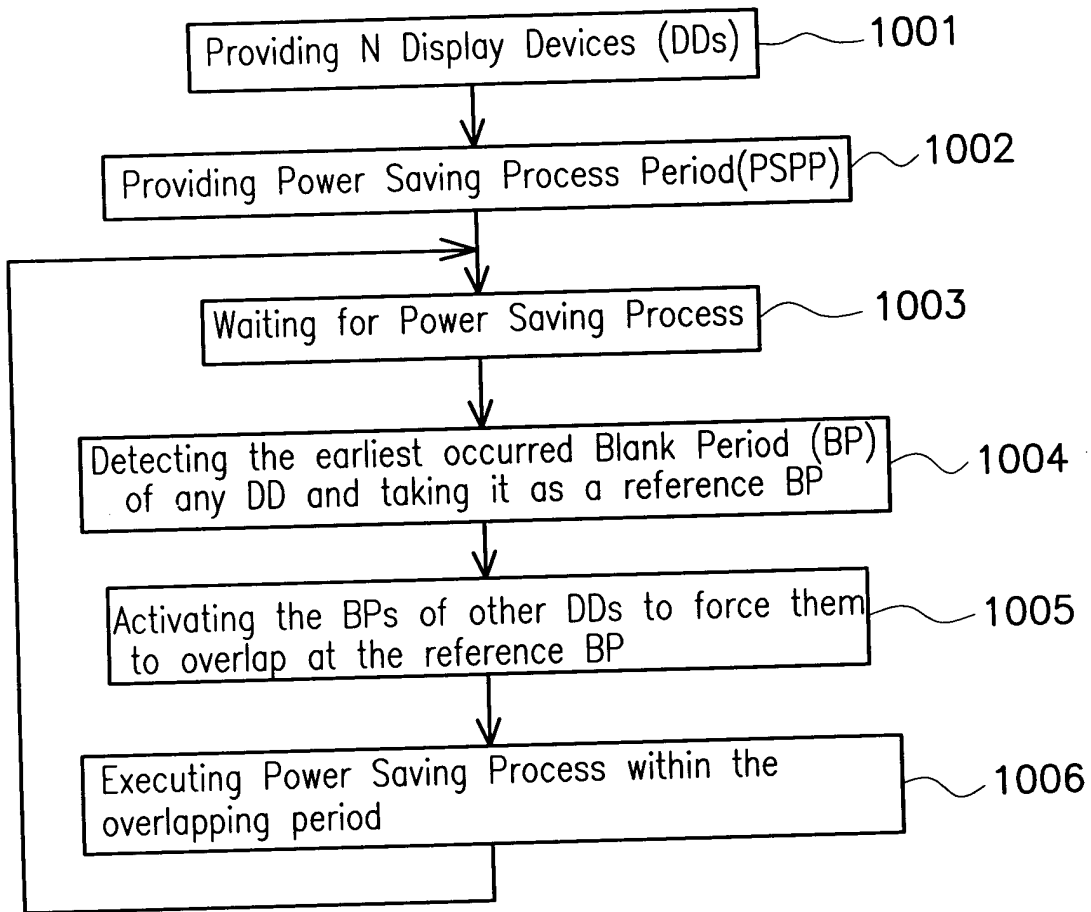 Providing N Display Devices (DDs)
1001
Providing Power Saving Process Period(PSPP)
1002
Waiting for Power Saving Process
1003
Detecting the earliest occurred Blank Period (BP)
of any DD and taking it as a reference BP
1004
Activating the BPs of other DDs to force them
to overlap at the reference BP
1005
Executing Power Saving Process within the
overlapping period
1006